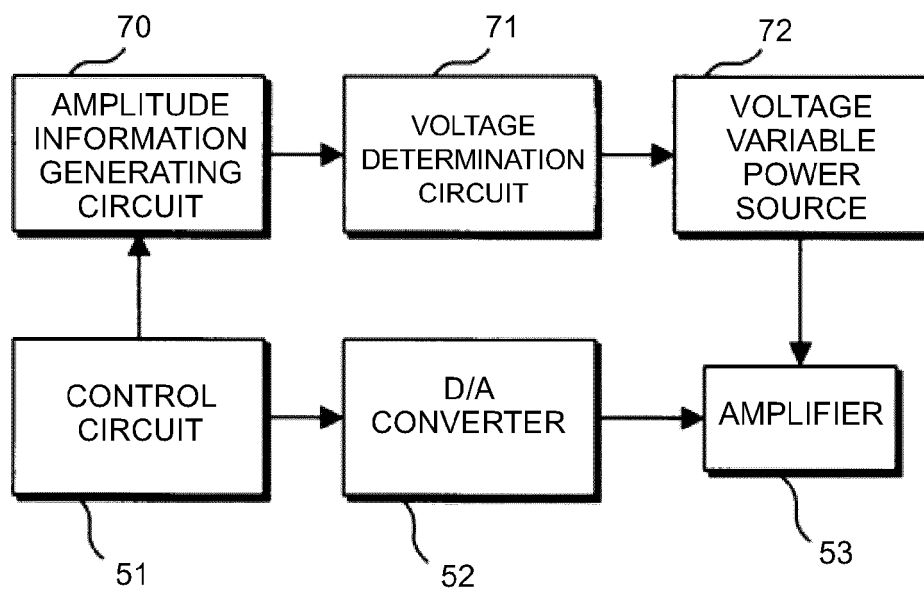 70
71
72
AMPLITUDE
INFORMATION
GENERATING
CIRCUIT
VOLTAGE
DETERMINATION
CIRCUIT
VOLTAGE
VARIABLE
POWER
SOURCE
CONTROL
CIRCUIT
D/A
CONVERTER
AMPLIFIER
51
52
53